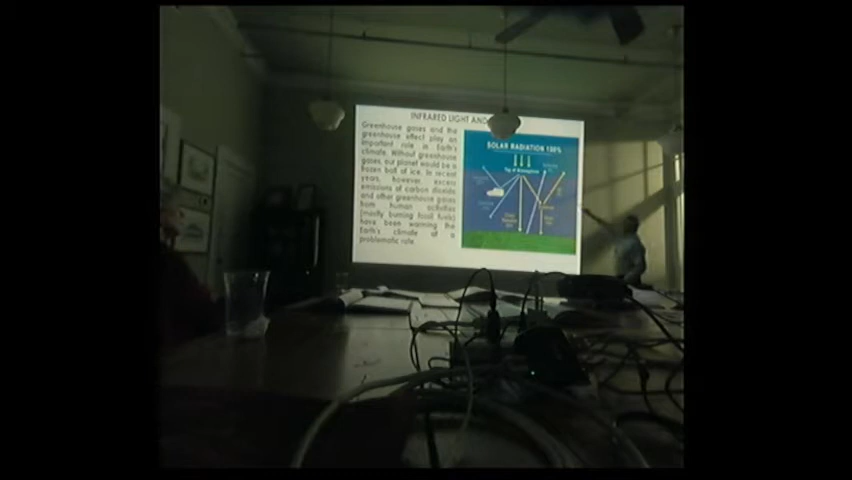 INFRARED LIGHT AND
Greenhouse gases and the
greenhouse effect play an
important role in Earth's
climate. Without greenhouse
gases, our planet would be a
frozen ball of ice. In recent
years, however, excess
emissions of carbon dioxide
and other greenhouse gases
from human activities
(mostly burning fossil fuels)
have been warming the
Earth's climate at a
problematic rate.
SOLAR RADIATION 100%
Top of Atmosphere